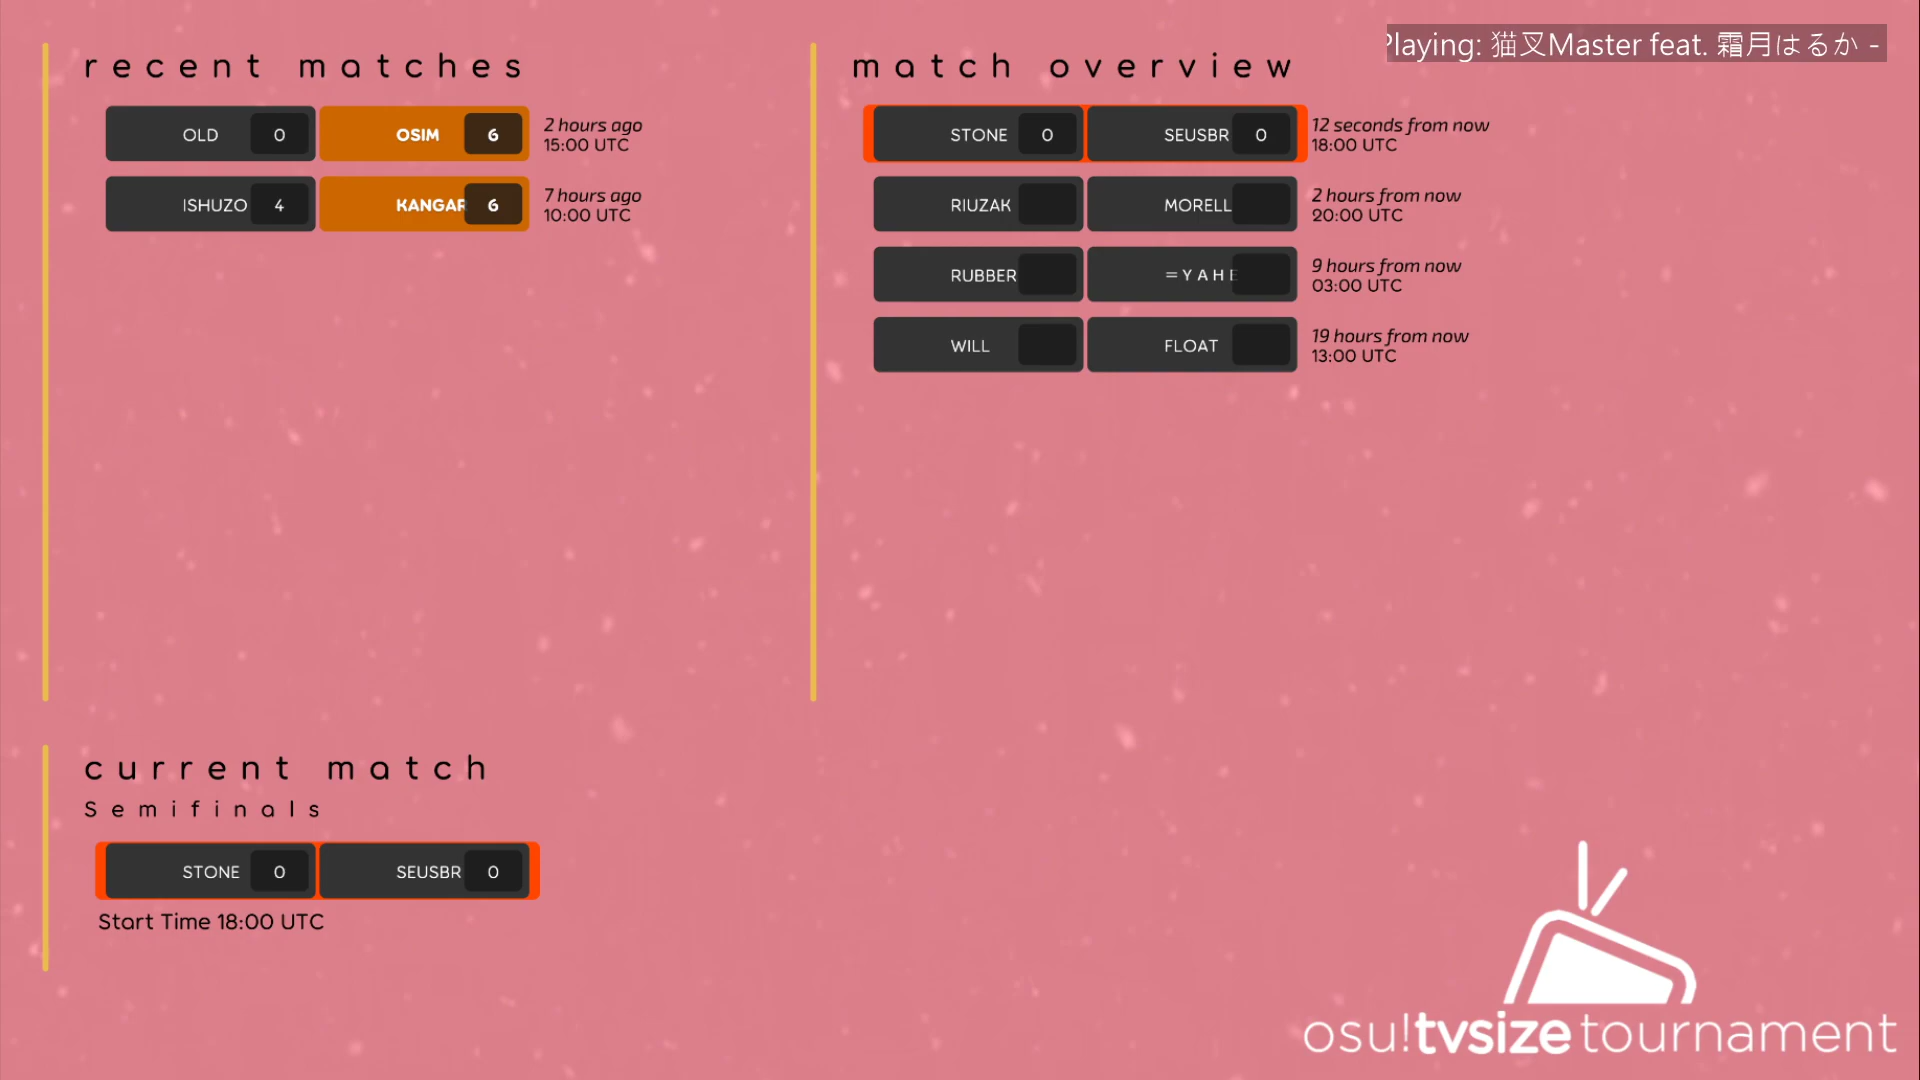 recent matches
OLD 0 OSIM 6 2 hours ago
15:00 UTC
ISHUZO 4 KANGAR 6 7 hours ago
10:00 UTC
match overview
Playing: 猫叉Master feat. 霜月はるか -
STONE 0 SEUSBR 0 12 seconds from now
18:00 UTC
RIUZAK MORELL 2 hours from now
20:00 UTC
RUBBER =YAHE 9 hours from now
03:00 UTC
WILL FLOAT 19 hours from now
13:00 UTC
current match
Semifinals
STONE 0 SEUSBR 0
Start Time 18:00 UTC
osu!tvsize tournament